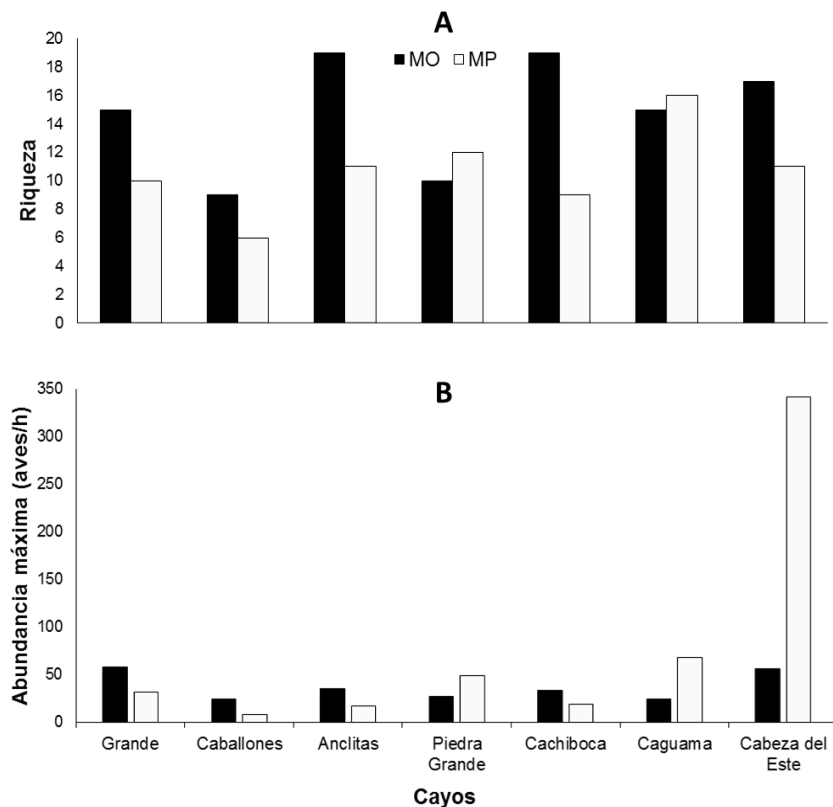 A
MO MP
Riqueza
20
18
16
14
12
10
8
6
4
2
0
B
Abundancia máxima (aves/h)
350
300
250
200
150
100
50
0
Grande Caballones Anclitas Piedra Grande Cachiboca Caguama Cabeza del Este
Cayos